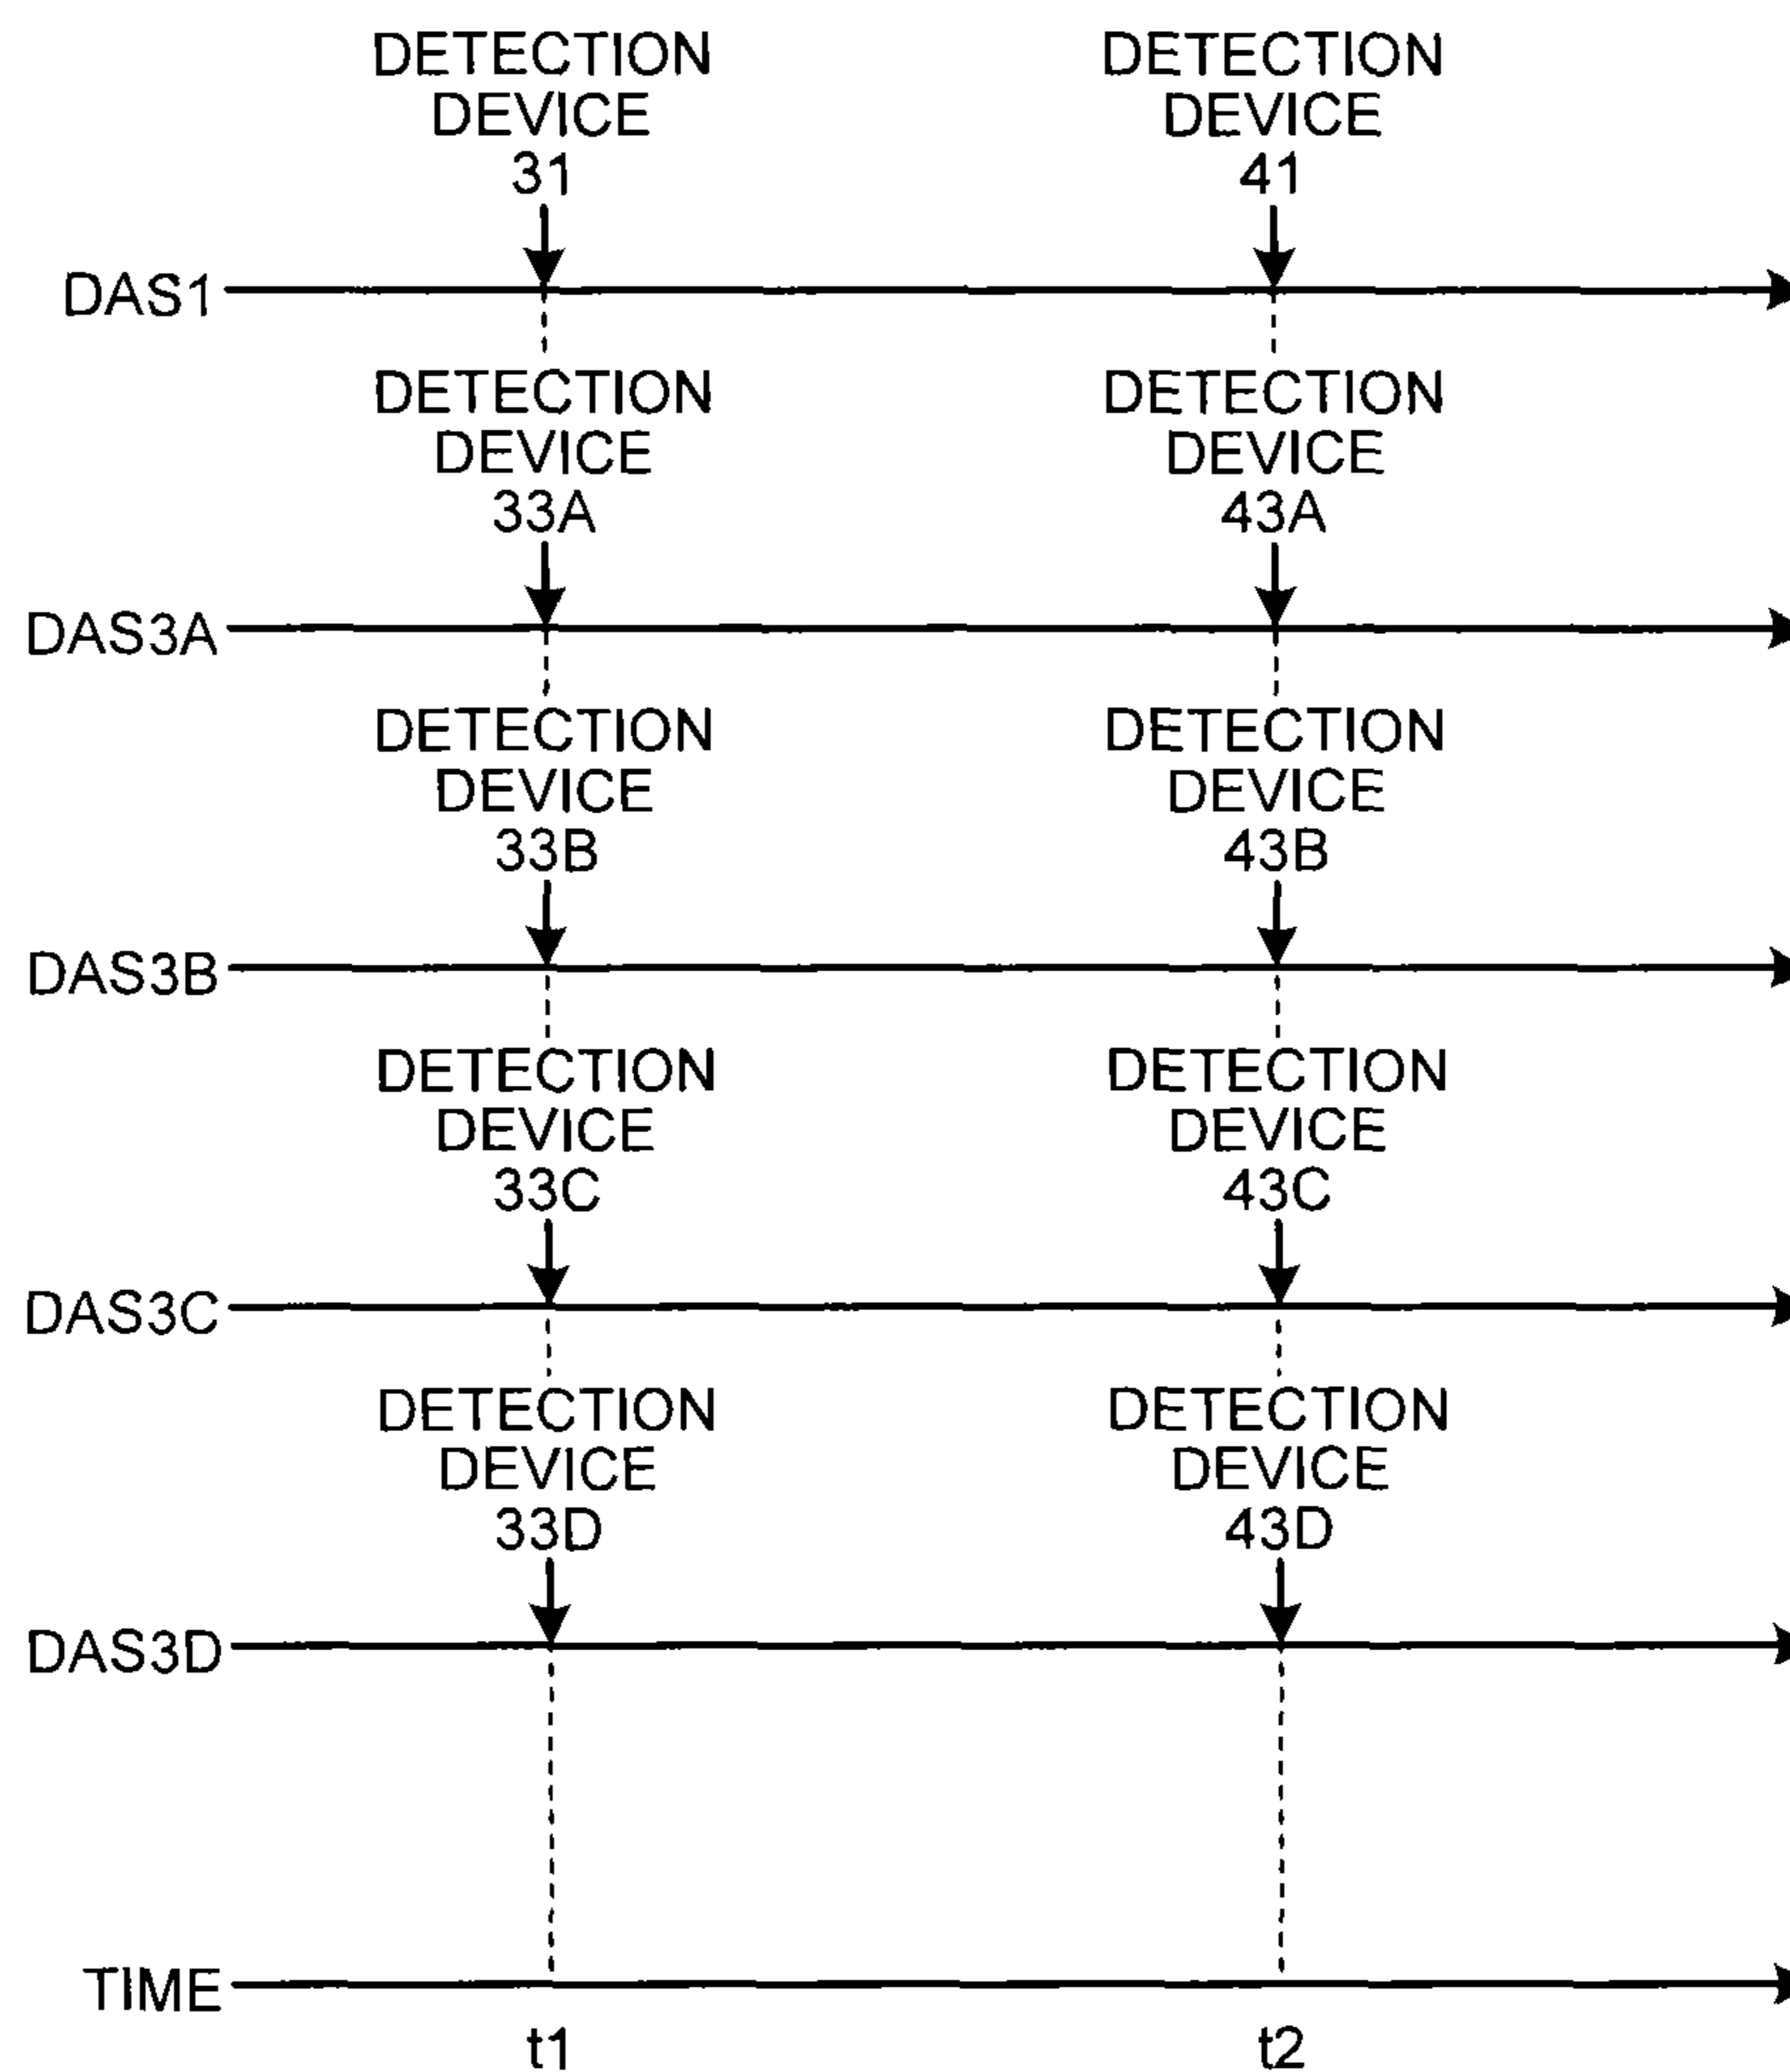 DETECTION
DEVICE
31
DETECTION
DEVICE
41
DAS1
DETECTION
DEVICE
33A
DETECTION
DEVICE
43A
DAS3A
DETECTION
DEVICE
33B
DETECTION
DEVICE
43B
DAS3B
DETECTION
DEVICE
33C
DETECTION
DEVICE
43C
DAS3C
DETECTION
DEVICE
33D
DETECTION
DEVICE
43D
DAS3D
TIME
t1
t2